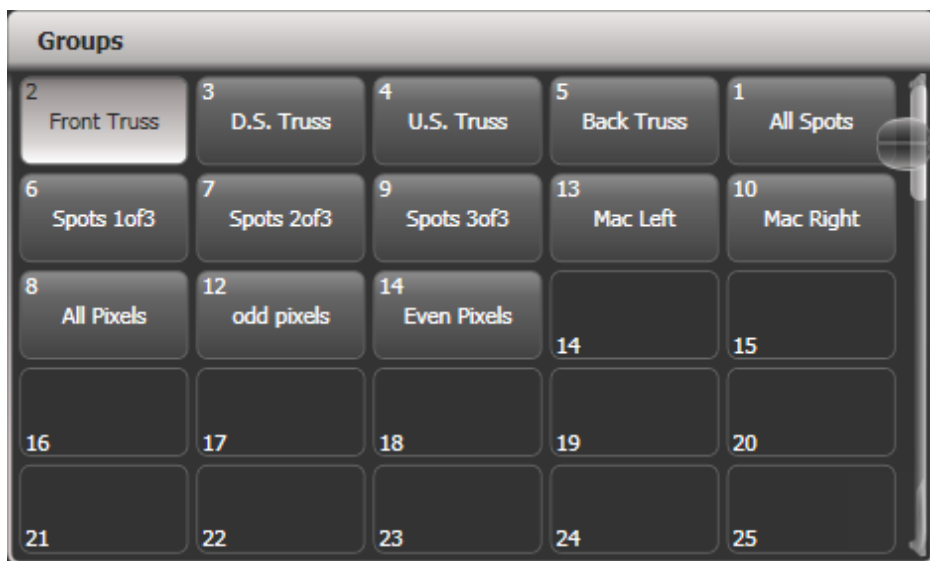 Groups
2 3 4 5 1
Front Truss D.S. Truss U.S. Truss Back Truss All Spots
6 7 9 13 10
Spots 1of3 Spots 2of3 Spots 3of3 Mac Left Mac Right
8 12 14
All Pixels odd pixels Even Pixels
14 15
16 17 18 19 20
21 22 23 24 25